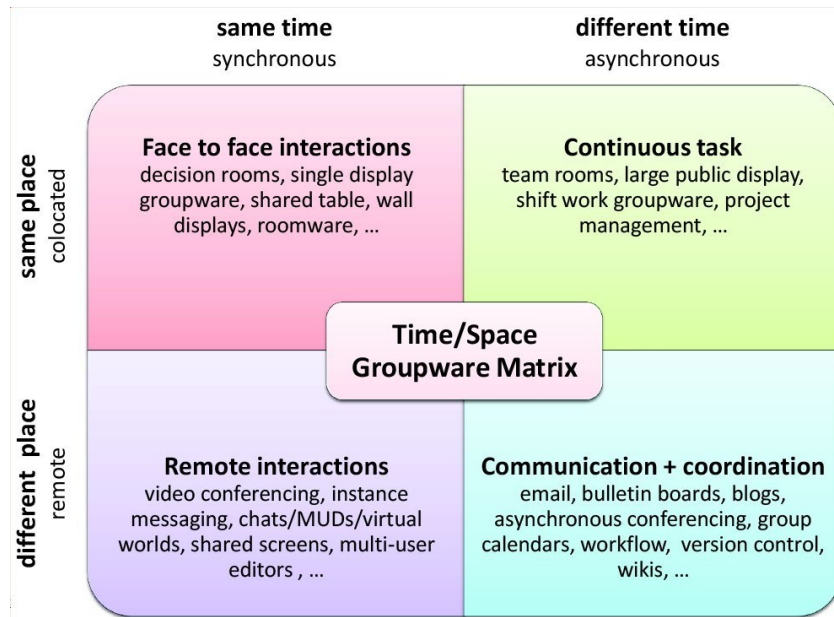 same time
synchronous
different time
asynchronous
same place
colocated
Face to face interactions
decision rooms, single display
groupware, shared table, wall
displays, roomware, ...
Continuous task
team rooms, large public display,
shift work groupware, project
management, ...
Time/Space
Groupware Matrix
different place
remote
Remote interactions
video conferencing, instance
messaging, chats/MUDs/virtual
worlds, shared screens, multi-user
editors , ...
Communication + coordination
email, bulletin boards, blogs,
asynchronous conferencing, group
calendars, workflow, version control,
wikis, ...